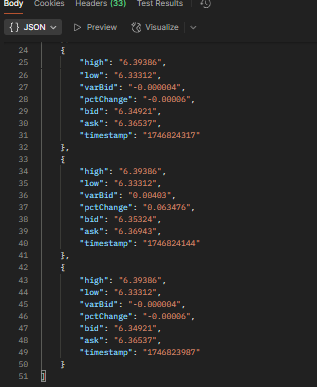 Body Cookies Headers (33) Test Results
{} JSON Preview Visualize
24 {
25 "high": "6.39386",
26 "low": "6.33312",
27 "varBid": "-0.000004",
28 "pctChange": "-0.00006",
29 "bid": "6.34921",
30 "ask": "6.36537",
31 "timestamp": "1746824317"
32 },
33 {
34 "high": "6.39386",
35 "low": "6.33312",
36 "varBid": "0.00403",
37 "pctChange": "0.063476",
38 "bid": "6.35324",
39 "ask": "6.36943",
40 "timestamp": "1746824144"
41 },
42 {
43 "high": "6.39386",
44 "low": "6.33312",
45 "varBid": "-0.000004",
46 "pctChange": "-0.00006",
47 "bid": "6.34921",
48 "ask": "6.36537",
49 "timestamp": "1746823987"
50 }
51 ]